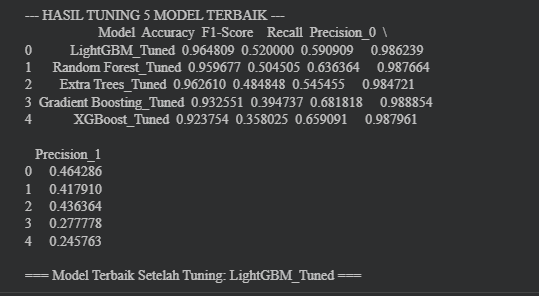 --- HASIL TUNING 5 MODEL TERBAIK ---
Model Accuracy F1-Score Recall Precision_0 \
0 LightGBM_Tuned 0.964809 0.520000 0.590909 0.986239
1 Random Forest_Tuned 0.959677 0.504505 0.636364 0.987664
2 Extra Trees_Tuned 0.962610 0.484848 0.545455 0.984721
3 Gradient Boosting_Tuned 0.932551 0.394737 0.681818 0.988854
4 XGBoost_Tuned 0.923754 0.358025 0.659091 0.987961
Precision_1
0 0.464286
1 0.417910
2 0.436364
3 0.277778
4 0.245763
=== Model Terbaik Setelah Tuning: LightGBM_Tuned ===